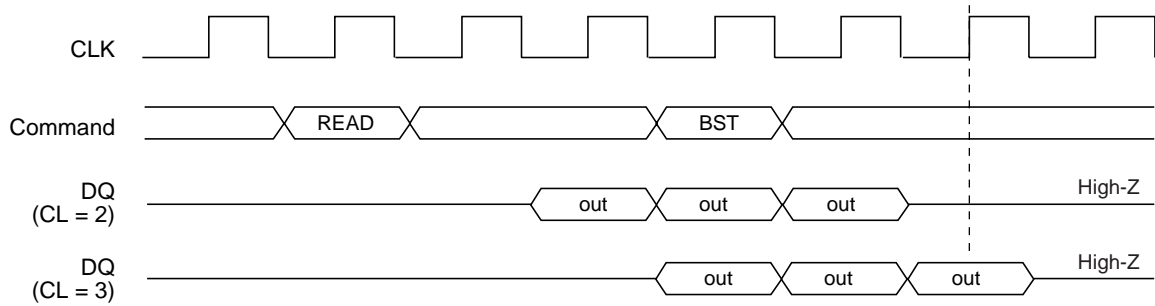 CLK
Command
READ
BST
DQ
(CL = 2)
out
out
out
High-Z
DQ
(CL = 3)
out
out
out
High-Z